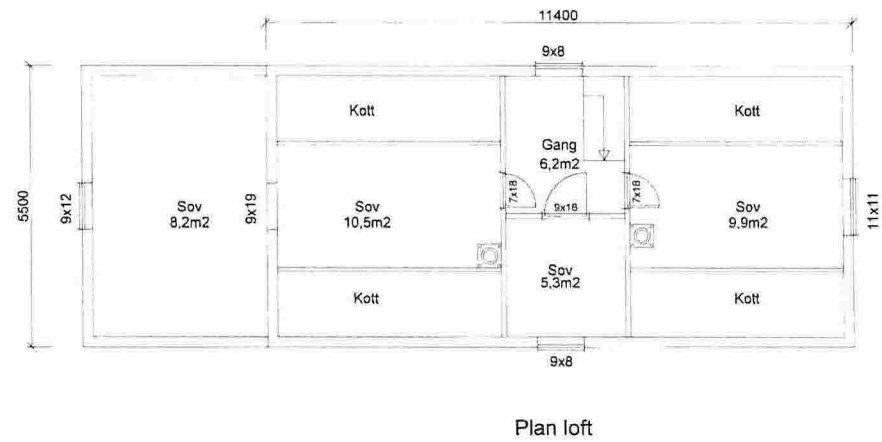 11400
9x8
5500
Kott
Kott
Gang
6,2m2
9x12
Sov
8,2m2
9x19
Sov
10,5m2
7x18
9x18
7x18
Sov
9,9m2
11x11
Sov
5,3m2
Kott
Kott
9x8
Plan loft